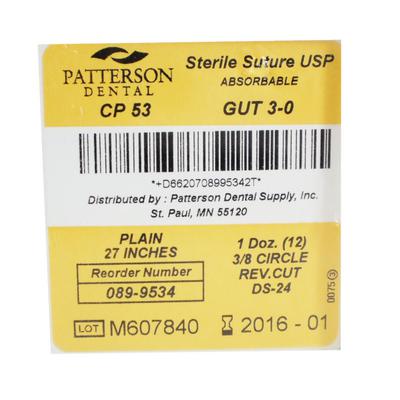 PATTERSON
DENTAL
CP 53
Sterile Suture USP
ABSORBABLE
GUT 3-0
*+D6620708995342T*
Distributed by : Patterson Dental Supply, Inc.
St. Paul, MN 55120
PLAIN
27 INCHES
Reorder Number
089-9534
1 Doz. (12)
3/8 CIRCLE
REV.CUT
DS-24
0075 3
LOT M607840
2016 - 01